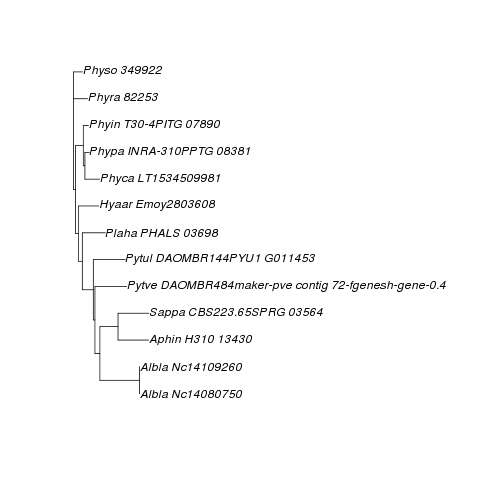 Physo 349922
Phyra 82253
Phyin T30-4PITG 07890
Phypa INRA-310PPTG 08381
Phyca LT1534509981
Hyaar Emoy2803608
Plaha PHALS 03698
Pytul DAOMBR144PYU1 G011453
Pytve DAOMBR484maker-pve contig 72-fgenesh-gene-0.4
Sappa CBS223.65SPRG 03564
Aphin H310 13430
Albla Nc14109260
Albla Nc14080750